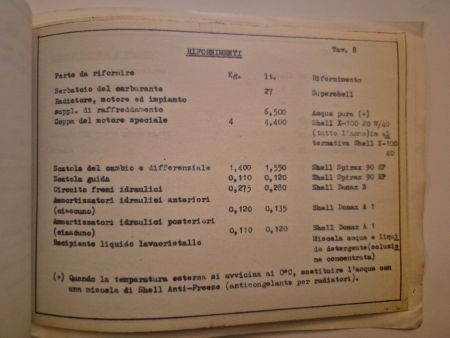 RIFORNIMENTI Tav. 8
Parte da rifornire Kg. lt. Rifornimento
Serbatoio del carburante 27 Supershell
Radiatore, motore ed impianto
suppl. di raffreddamento 6,500 Acqua pura (+)
Coppa del motore speciale 4 4,400 Shell X-100 20 W/40
(tutto l'anno)in al
ternativa Shell X-100
40
Scatola del cambio e differenziale 1,400 1,550 Shell Spirax 90 EP
Scatola guida 0,110 0,120 Shell Spirax 90 EP
Circuito freni idraulici 0,275 0,280 Shell Donax B
Ammortizzatori idraulici anteriori
(ciascuno) 0,120 0,135 Shell Donax A 1
Ammortizzatori idraulici posteriori
(ciascuno) 0,110 0,120 Shell Donax A 1
Recipiente liquido lavacristallo Miscela acqua e liqui
do detergente(soluzio
ne concentrata)
(+) Quando la temperatura esterna si avvicina ai 0°C, sostituire l'acqua con
una miscela di Shell Anti-Freeze (anticongelante per radiatori).